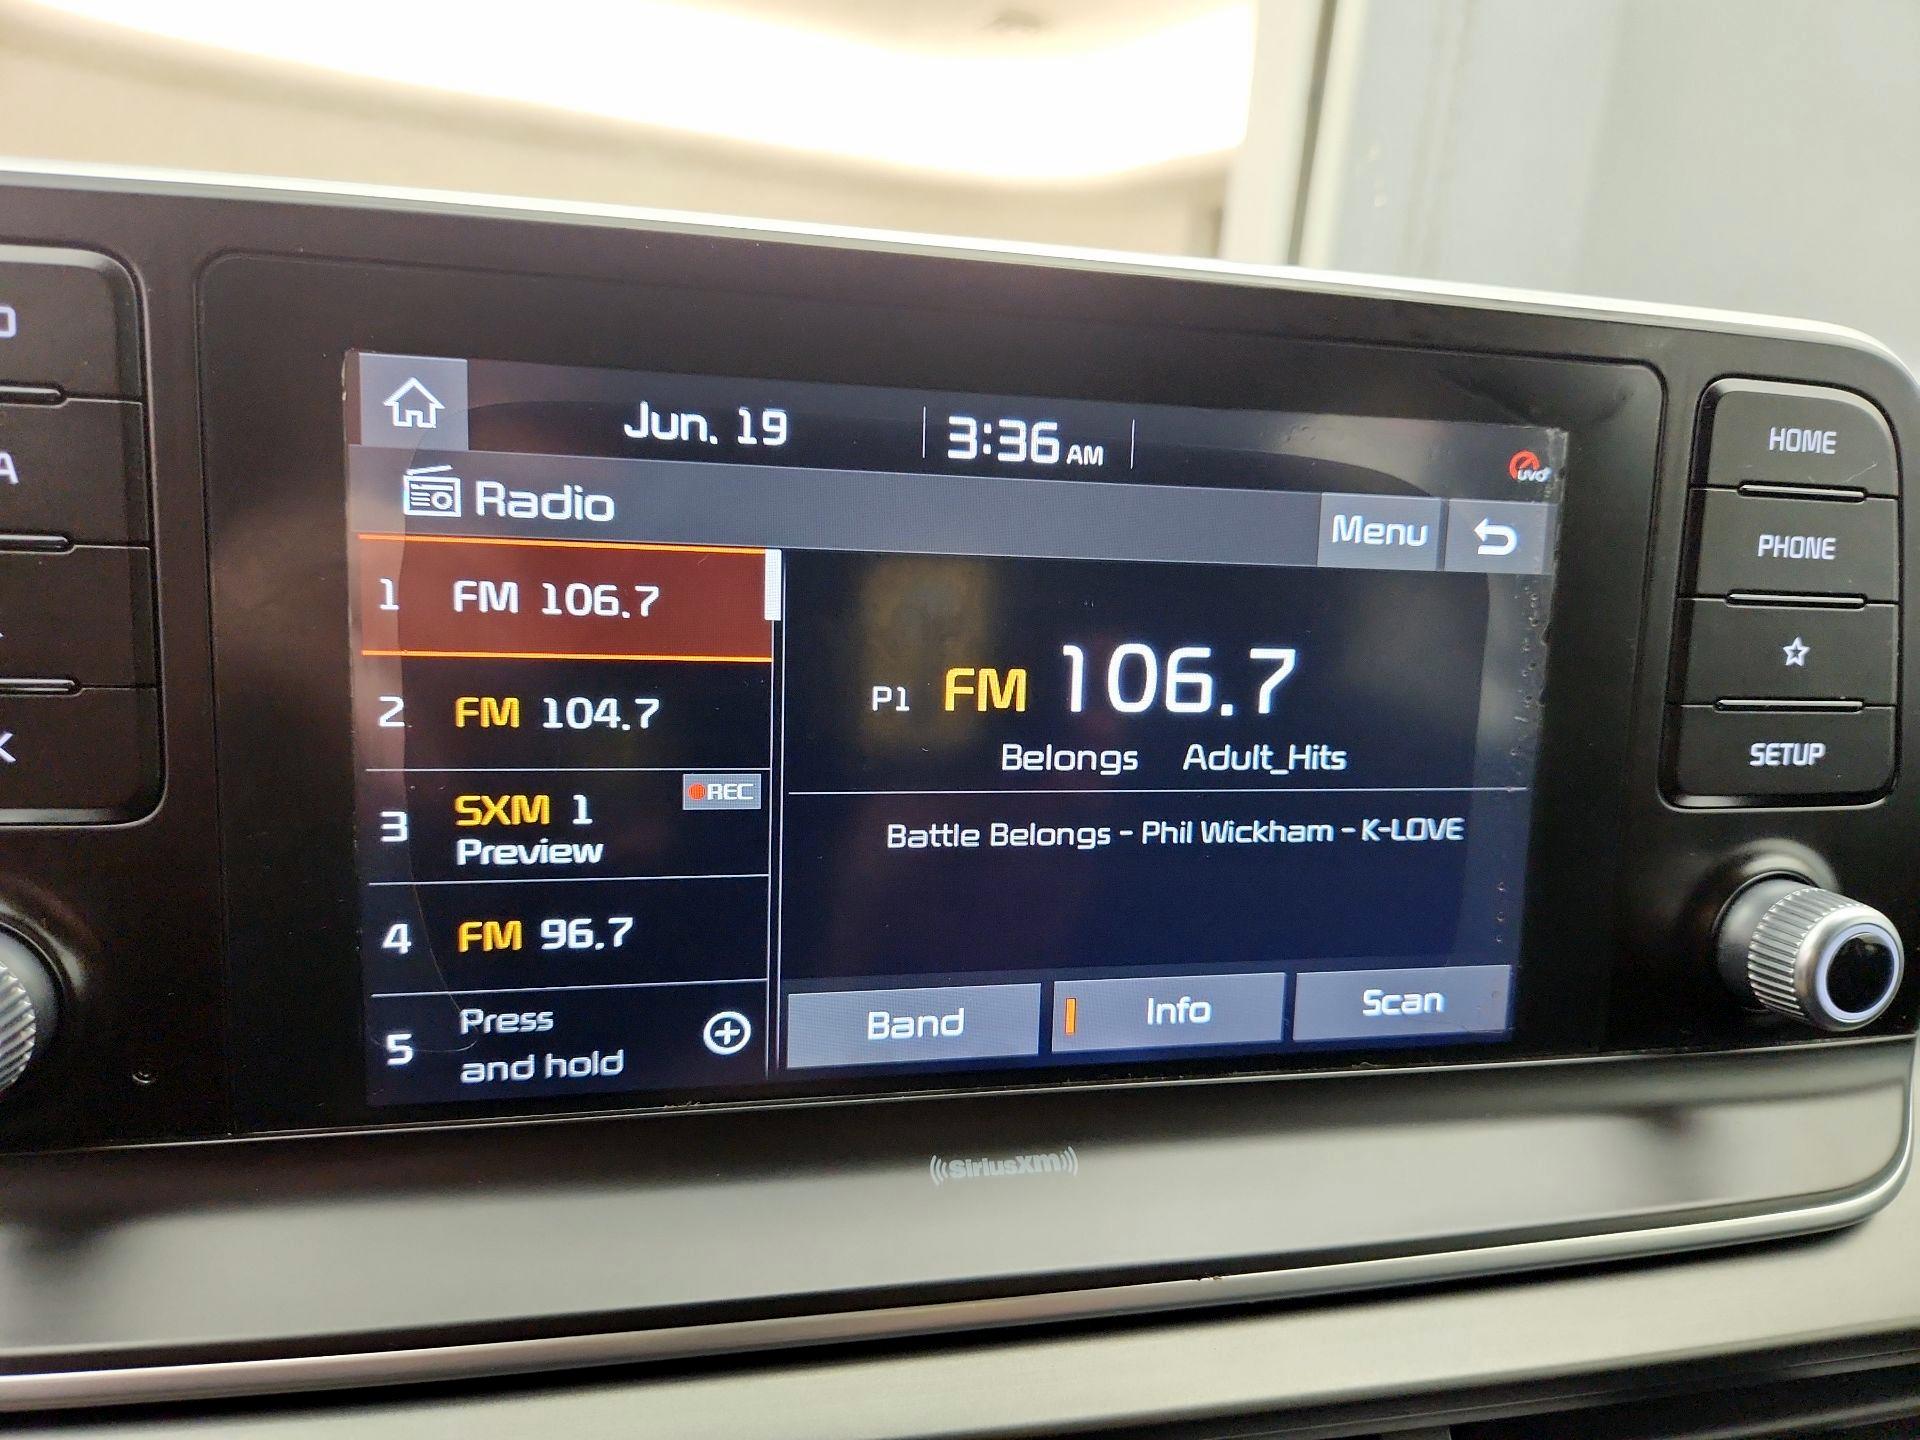 Jun. 19 3:36 AM
UVO
Radio
Menu
1 FM 106.7
2 FM 104.7
3 SXM 1
REC
Preview
4 FM 96.7
5 Press
and hold
P1 FM 106.7
Belongs Adult_Hits
Battle Belongs - Phil Wickham - K-LOVE
Band Info Scan
HOME
PHONE
SETUP
SiriusXM